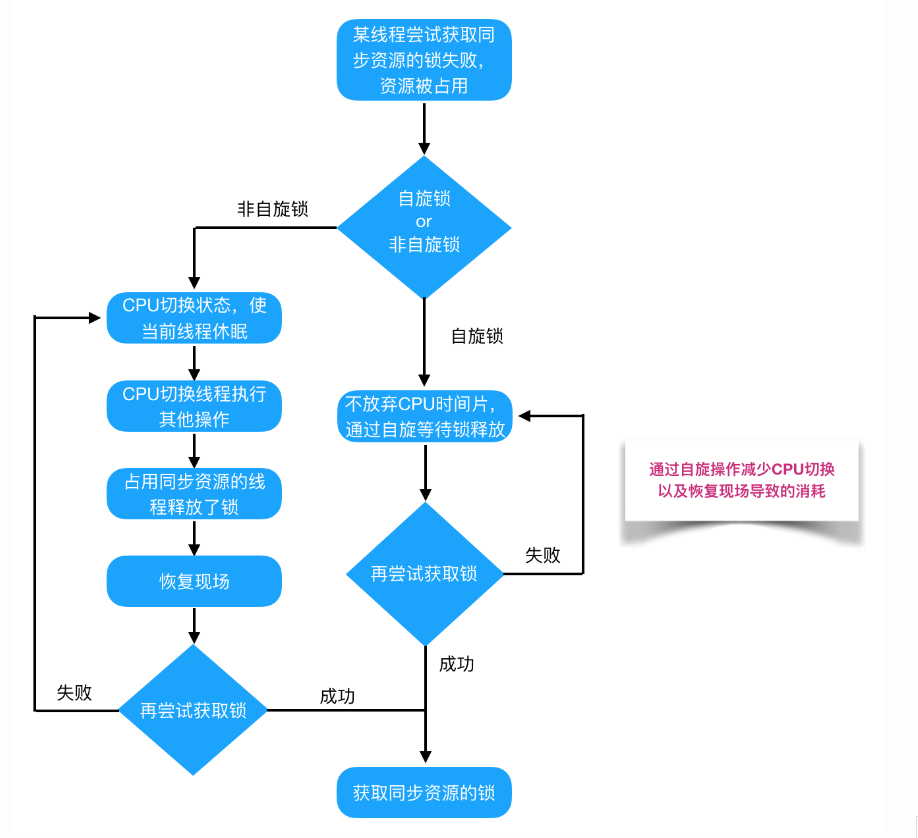 某线程尝试获取同
步资源的锁失败，
资源被占用
自旋锁
or
非自旋锁
非自旋锁
CPU切换状态，使
当前线程休眠
CPU切换线程执行
其他操作
占用同步资源的线
程释放了锁
恢复现场
再尝试获取锁
失败
成功
自旋锁
不放弃CPU时间片，
通过自旋等待锁释放
再尝试获取锁
失败
成功
获取同步资源的锁
通过自旋操作减少CPU切换
以及恢复现场导致的消耗